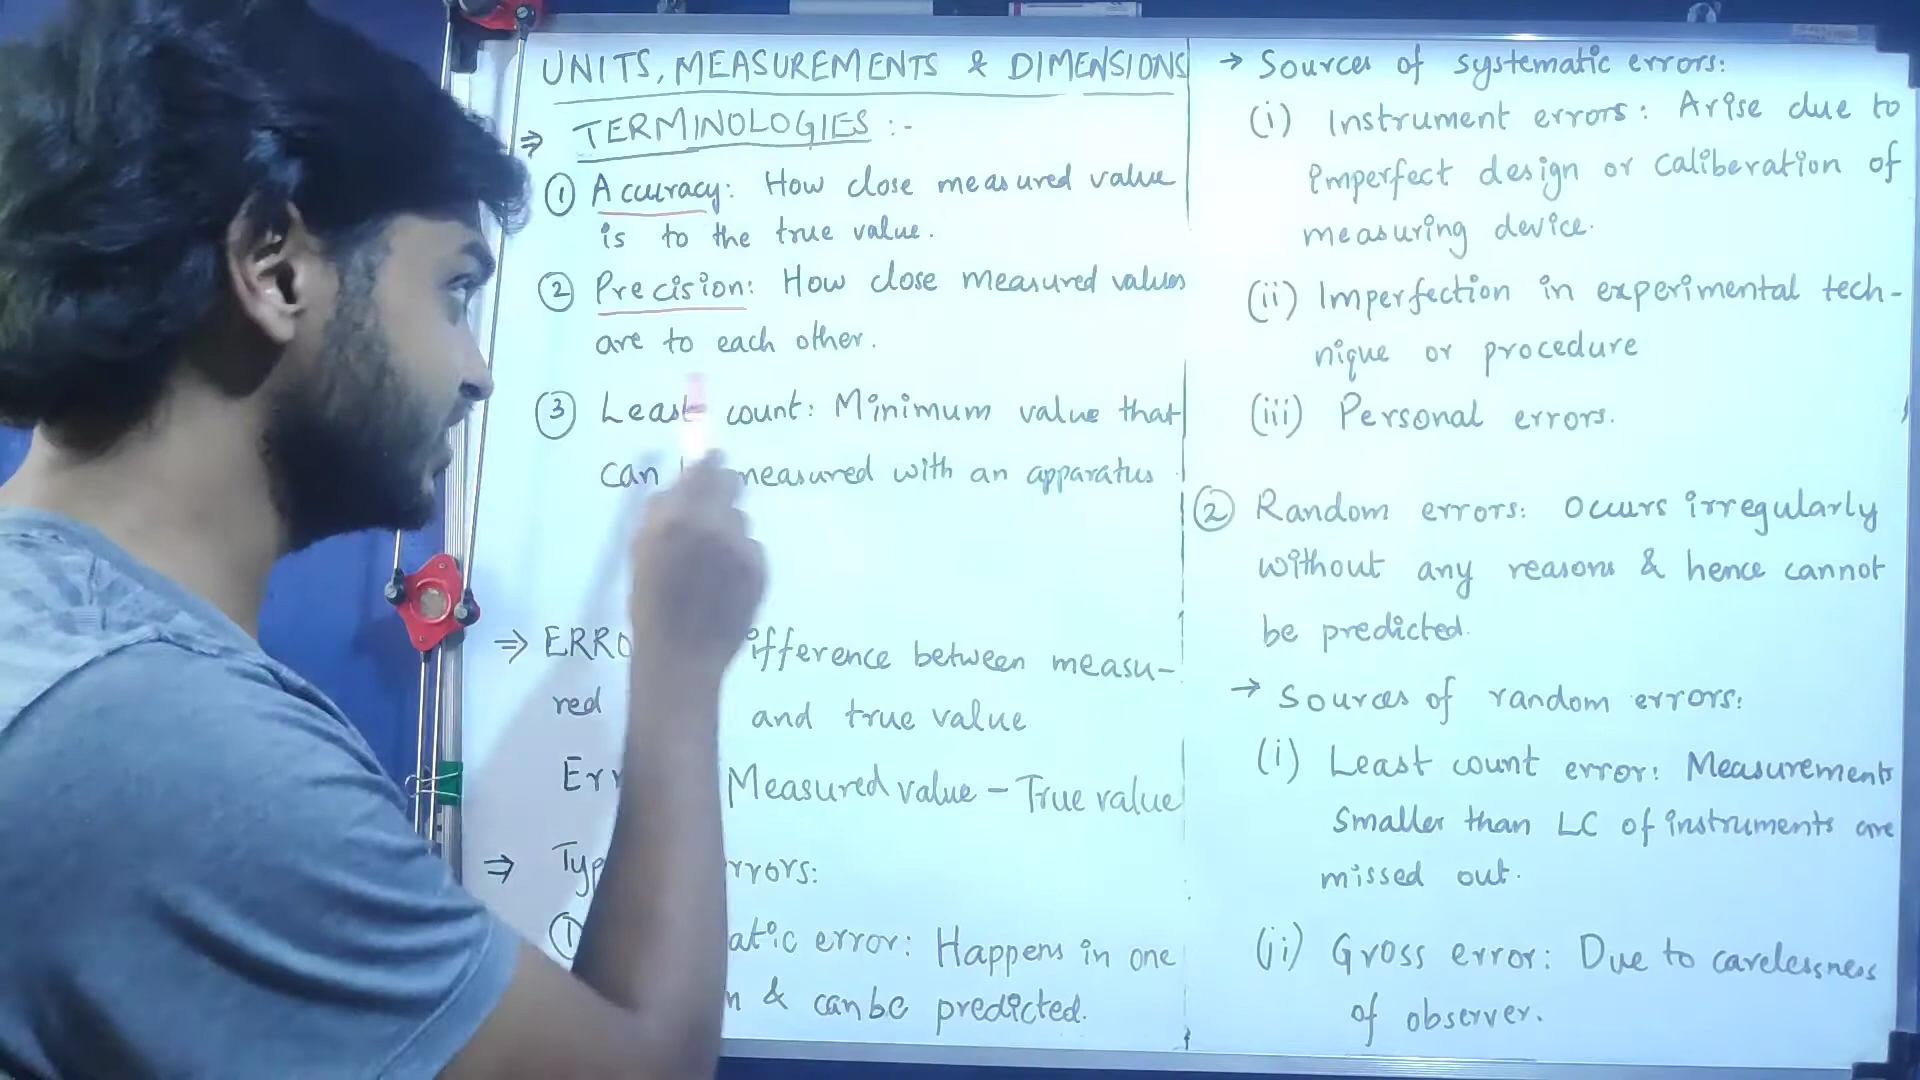 UNITS, MEASUREMENTS & DIMENSIONS
⇒ TERMINOLOGIES :-
① Accuracy: How close measured value
is to the true value.
② Precision: How close measured values
are to each other.
③ Least count: Minimum value that
can measured with an apparatus
⇒ ERRO ifference between measu-
red and true value
Err Measured value - True value
⇒ Typ rrors:
① atic error: Happens in one
n & can be predicted.
→ Sources of systematic errors:
(i) Instrument errors: Arise due to
imperfect design or caliberation of
measuring device.
(ii) Imperfection in experimental tech-
nique or procedure
(iii) Personal errors.
② Random errors: Occurs irregularly
without any reasons & hence cannot
be predicted.
→ Sources of random errors:
(i) Least count error: Measurements
smaller than LC of instruments are
missed out.
(ii) Gross error: Due to carelessness
of observer.